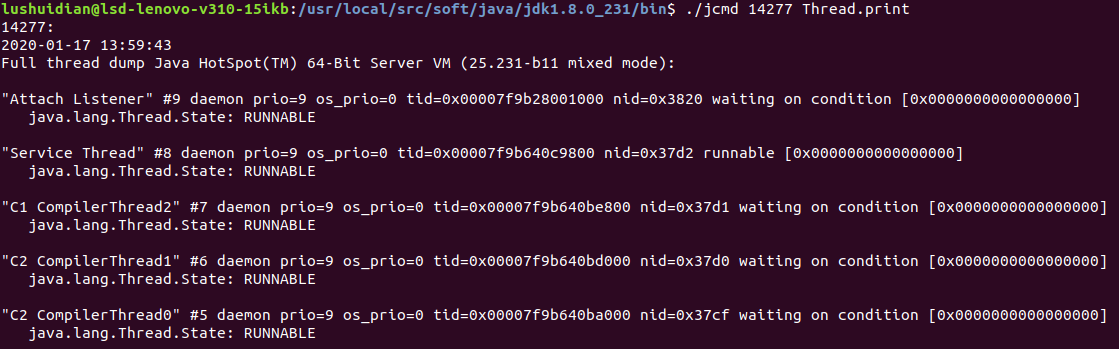 lushuidian@lsd-lenovo-v310-15ikb:/usr/local/src/soft/java/jdk1.8.0_231/bin$ ./jcmd 14277 Thread.print
14277:
2020-01-17 13:59:43
Full thread dump Java HotSpot(TM) 64-Bit Server VM (25.231-b11 mixed mode):

"Attach Listener" #9 daemon prio=9 os_prio=0 tid=0x00007f9b28001000 nid=0x3820 waiting on condition [0x0000000000000000]
   java.lang.Thread.State: RUNNABLE

"Service Thread" #8 daemon prio=9 os_prio=0 tid=0x00007f9b640c9800 nid=0x37d2 runnable [0x0000000000000000]
   java.lang.Thread.State: RUNNABLE

"C1 CompilerThread2" #7 daemon prio=9 os_prio=0 tid=0x00007f9b640be800 nid=0x37d1 waiting on condition [0x0000000000000000]
   java.lang.Thread.State: RUNNABLE

"C2 CompilerThread1" #6 daemon prio=9 os_prio=0 tid=0x00007f9b640bd000 nid=0x37d0 waiting on condition [0x0000000000000000]
   java.lang.Thread.State: RUNNABLE

"C2 CompilerThread0" #5 daemon prio=9 os_prio=0 tid=0x00007f9b640ba000 nid=0x37cf waiting on condition [0x0000000000000000]
   java.lang.Thread.State: RUNNABLE